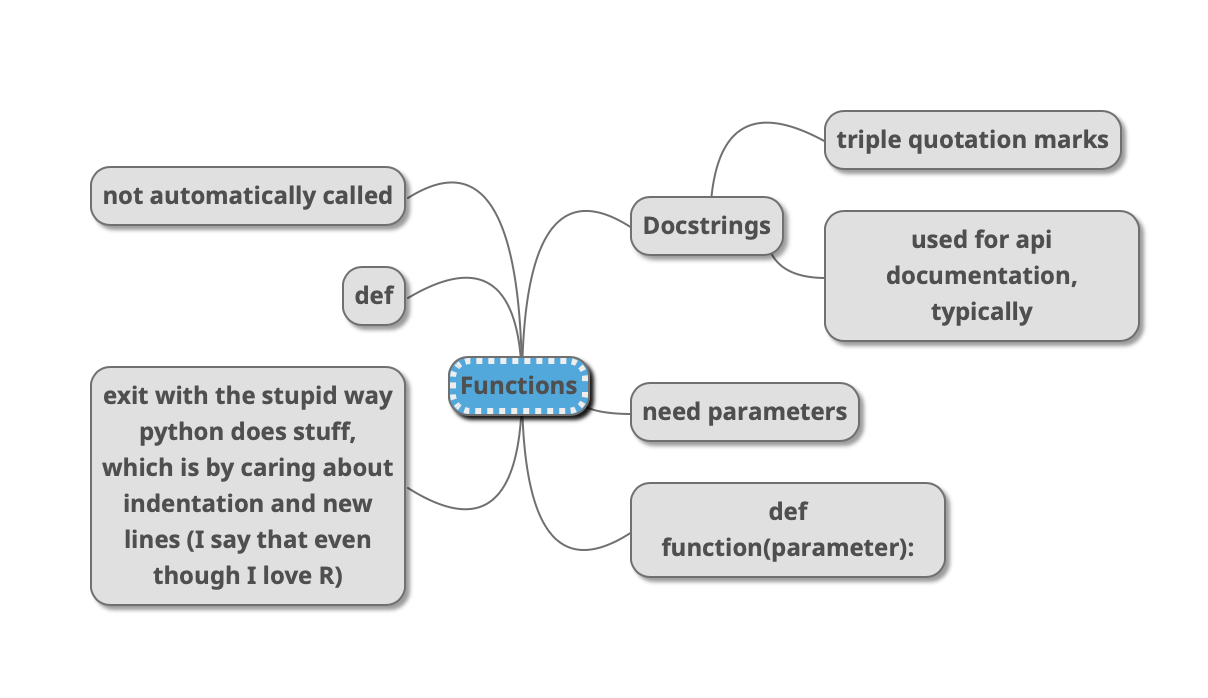 triple quotation marks
not automatically called
Docstrings
used for api
documentation,
typically
def
Functions
exit with the stupid way
python does stuff,
which is by caring about
indentation and new
lines (I say that even
though I love R)
need parameters
def
function(parameter):